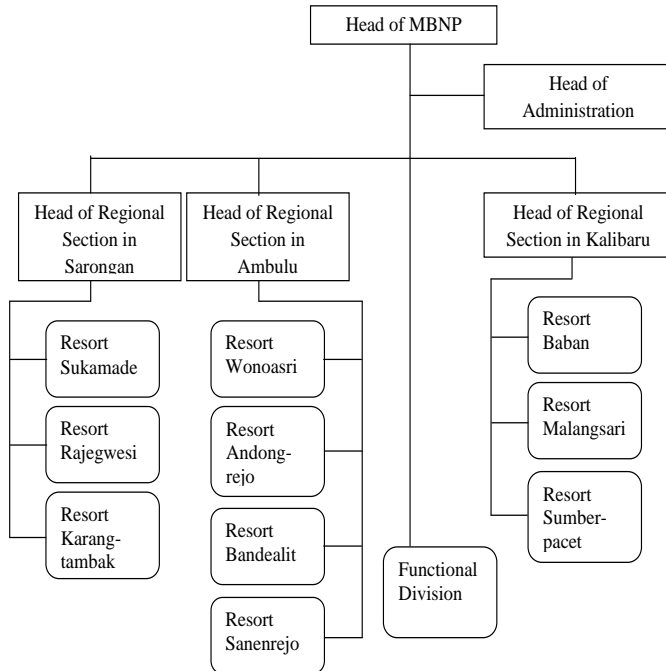 Head of MBNP
Head of
Administration
Head of Regional
Section in
Sarongan
Head of Regional
Section in
Ambulu
Head of Regional
Section in Kalibaru
Resort
Sukamade
Resort
Rajegwesi
Resort
Karang-
tambak
Resort
Wonoasri
Resort
Andong-
rejo
Resort
Bandealit
Resort
Sanenrejo
Functional
Division
Resort
Baban
Resort
Malangsari
Resort
Sumber-
pacet